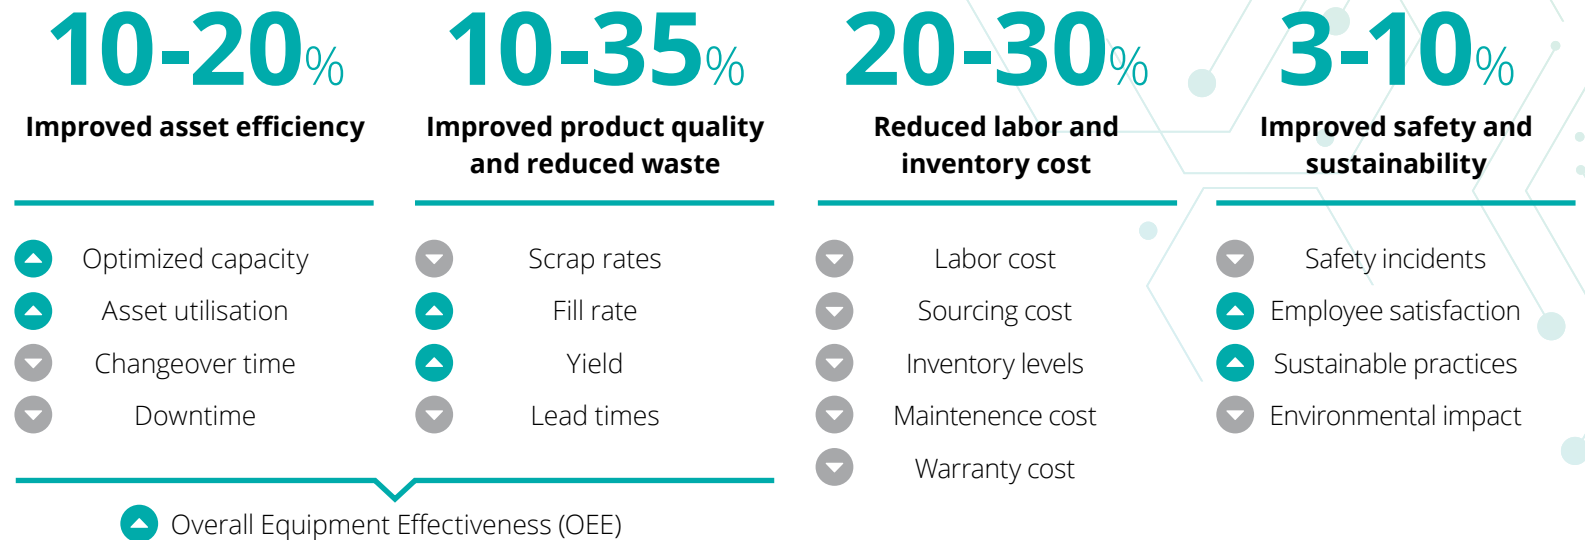 10-20%
Improved asset efficiency
Optimized capacity
Asset utilisation
Changeover time
Downtime
10-35%
Improved product quality
and reduced waste
Scrap rates
Fill rate
Yield
Lead times
Overall Equipment Effectiveness (OEE)
20-30%
Reduced labor and
inventory cost
Labor cost
Sourcing cost
Inventory levels
Maintenence cost
Warranty cost
3-10%
Improved safety and
sustainability
Safety incidents
Employee satisfaction
Sustainable practices
Environmental impact